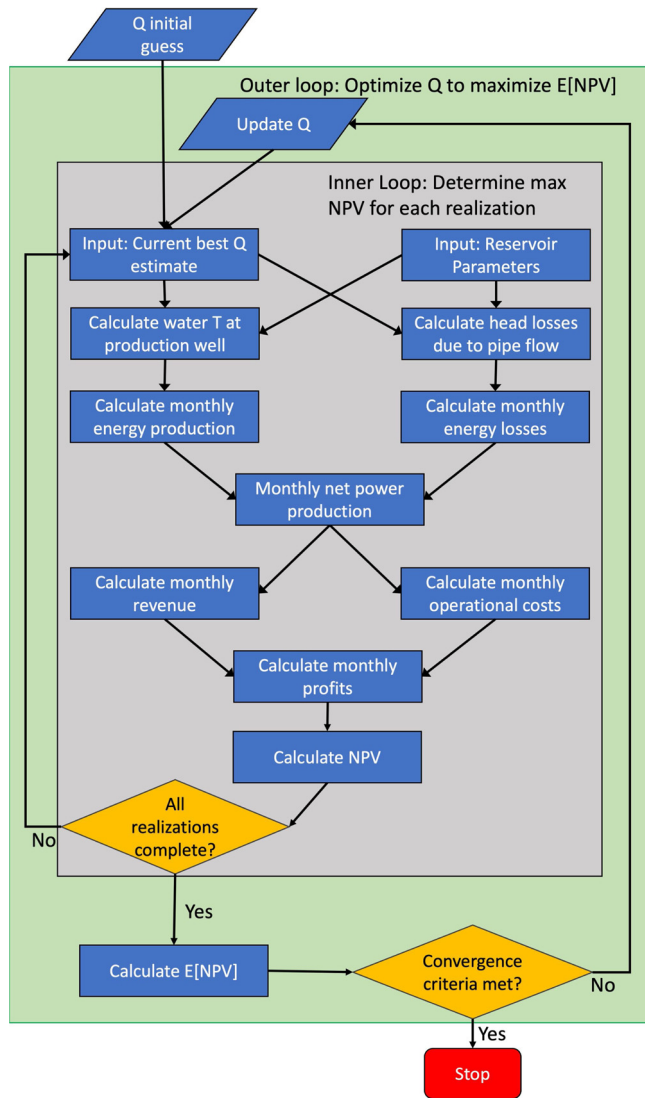 Q initial
guess
Outer loop: Optimize Q to maximize E[NPV]
Update Q
Inner Loop: Determine max
NPV for each realization
Input: Current best Q
estimate
Input: Reservoir
Parameters
Calculate water T at
production well
Calculate head losses
due to pipe flow
Calculate monthly
energy production
Calculate monthly
energy losses
Monthly net power
production
Calculate monthly
revenue
Calculate monthly
operational costs
Calculate monthly
profits
Calculate NPV
All
realizations
complete?
No
Yes
Calculate E[NPV]
Convergence
criteria met?
No
Yes
Stop